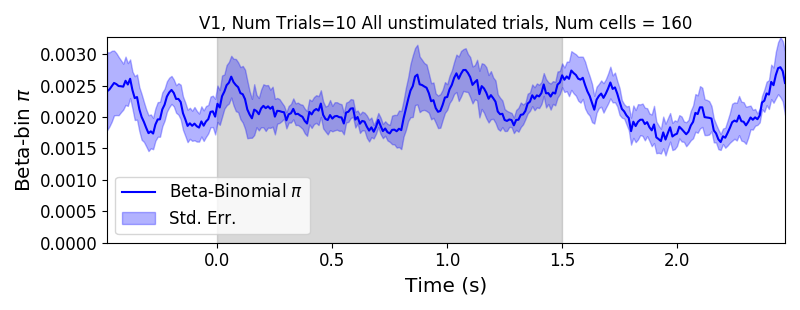 V1, Num Trials=10 All unstimulated trials, Num cells = 160
Beta-bin π
0.0030
0.0025
0.0020
0.0015
0.0010
0.0005
0.0000
Beta-Binomial π
Std. Err.
0.0
0.5
1.0
1.5
2.0
Time (s)